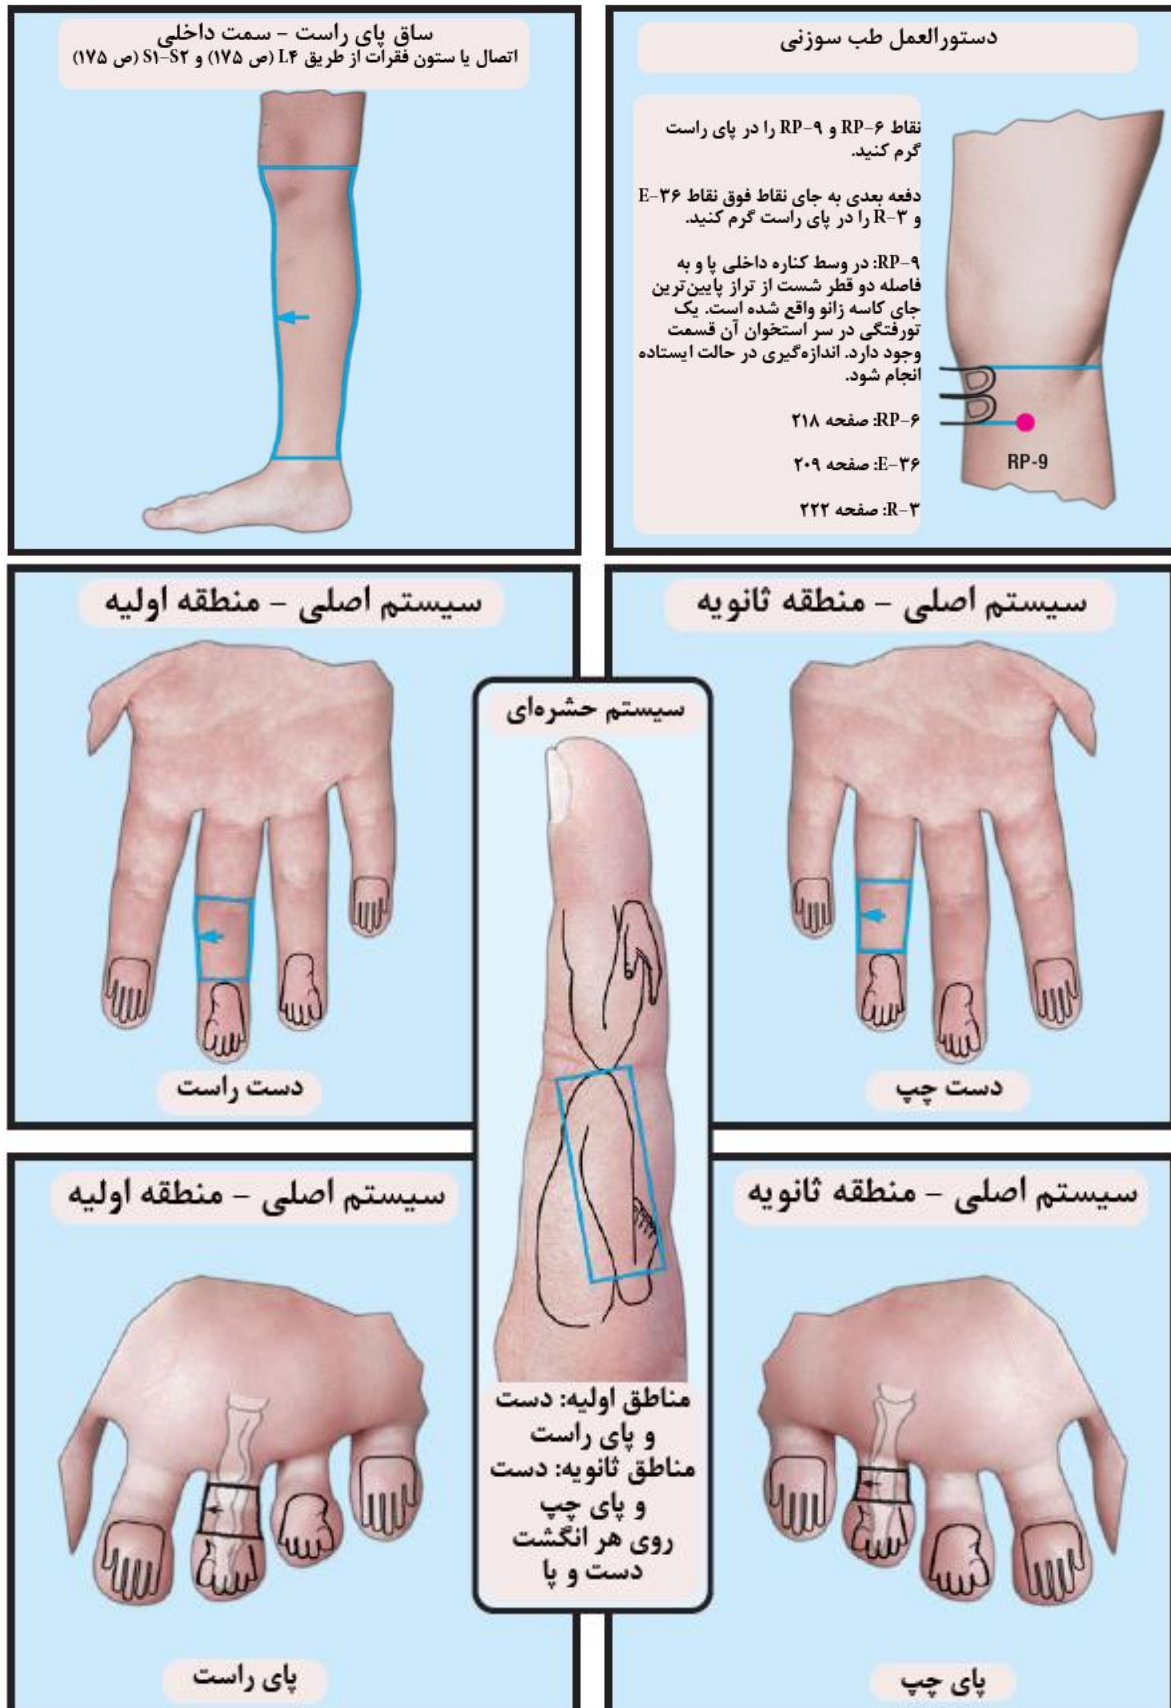 دستورالعمل طب سوزنی
نقاط RP-۶ و RP-۹ را در پای راست
گرم کنید.
دفعه بعدی به جای نقاط فوق نقاط E-۳۶
و R-۳ را در پای راست گرم کنید.
RP-۹: در وسط کناره داخلی پا و به
فاصله دو قطر شست از تراز پایین‌ترین
جای کاسه زانو واقع شده است. یک
تورفتگی در سر استخوان آن قسمت
وجود دارد. اندازه‌گیری در حالت ایستاده
انجام شود.
RP-۶: صفحه ۲۱۸
E-۳۶: صفحه ۲۰۹
R-۳: صفحه ۲۲۲
RP-9
ساق پای راست - سمت داخلی
اتصال یا ستون فقرات از طریق L۴ (ص ۱۷۵) و S۱-S۲ (ص ۱۷۵)
سیستم اصلی - منطقه ثانویه
دست چپ
سیستم اصلی - منطقه اولیه
دست راست
سیستم حشره‌ای
مناطق اولیه: دست
و پای راست
مناطق ثانویه: دست
و پای چپ
روی هر انگشت
دست و پا
سیستم اصلی - منطقه ثانویه
پای چپ
سیستم اصلی - منطقه اولیه
پای راست